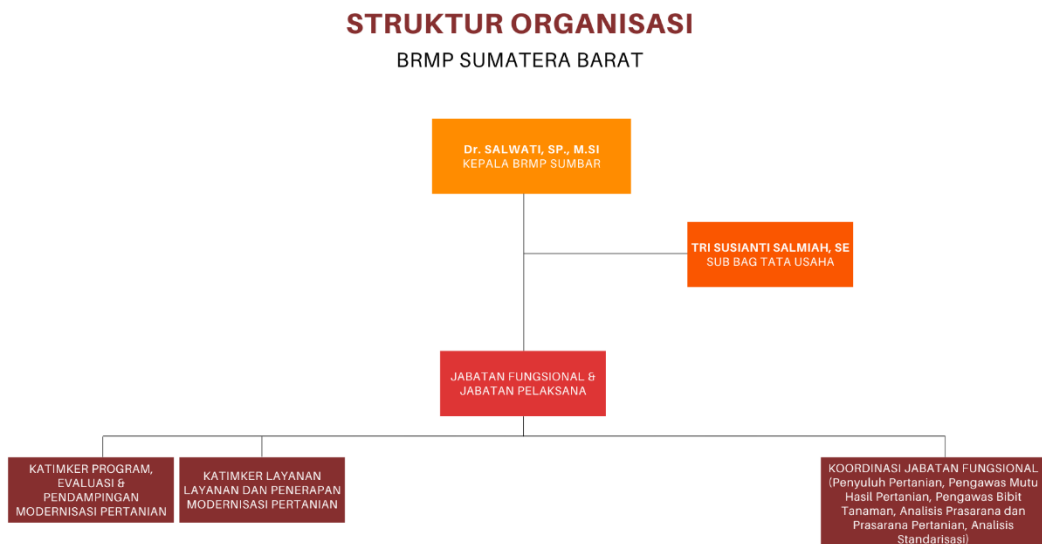 STRUKTUR ORGANISASI
BRMP SUMATERA BARAT
Dr. SALWATI, SP., M.SI
KEPALA BRMP SUMBAR
TRI SUSIANTI SALMIAH, SE
SUB BAG TATA USAHA
JABATAN FUNGSIONAL &
JABATAN PELAKSANA
KATIMKER PROGRAM,
EVALUASI &
PENDAMPINGAN
MODERNISASI PERTANIAN
KATIMKER LAYANAN
LAYANAN DAN PENERAPAN
MODERNISASI PERTANIAN
KOORDINASI JABATAN FUNGSIONAL
(Penyuluh Pertanian, Pengawas Mutu
Hasil Pertanian, Pengawas Bibit
Tanaman, Analisis Prasarana dan
Prasarana Pertanian, Analisis
Standarisasi)